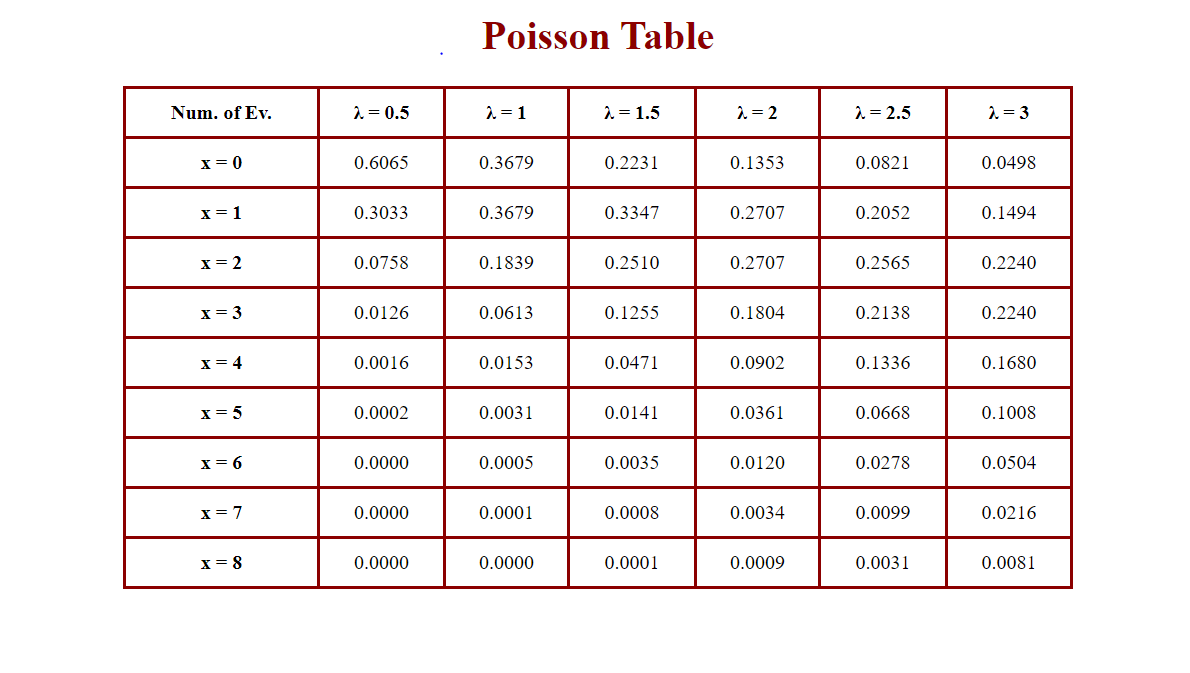 Poisson Table
Num. of Ev. λ = 0.5 λ = 1 λ = 1.5 λ = 2 λ = 2.5 λ = 3
x = 0 0.6065 0.3679 0.2231 0.1353 0.0821 0.0498
x = 1 0.3033 0.3679 0.3347 0.2707 0.2052 0.1494
x = 2 0.0758 0.1839 0.2510 0.2707 0.2565 0.2240
x = 3 0.0126 0.0613 0.1255 0.1804 0.2138 0.2240
x = 4 0.0016 0.0153 0.0471 0.0902 0.1336 0.1680
x = 5 0.0002 0.0031 0.0141 0.0361 0.0668 0.1008
x = 6 0.0000 0.0005 0.0035 0.0120 0.0278 0.0504
x = 7 0.0000 0.0001 0.0008 0.0034 0.0099 0.0216
x = 8 0.0000 0.0000 0.0001 0.0009 0.0031 0.0081